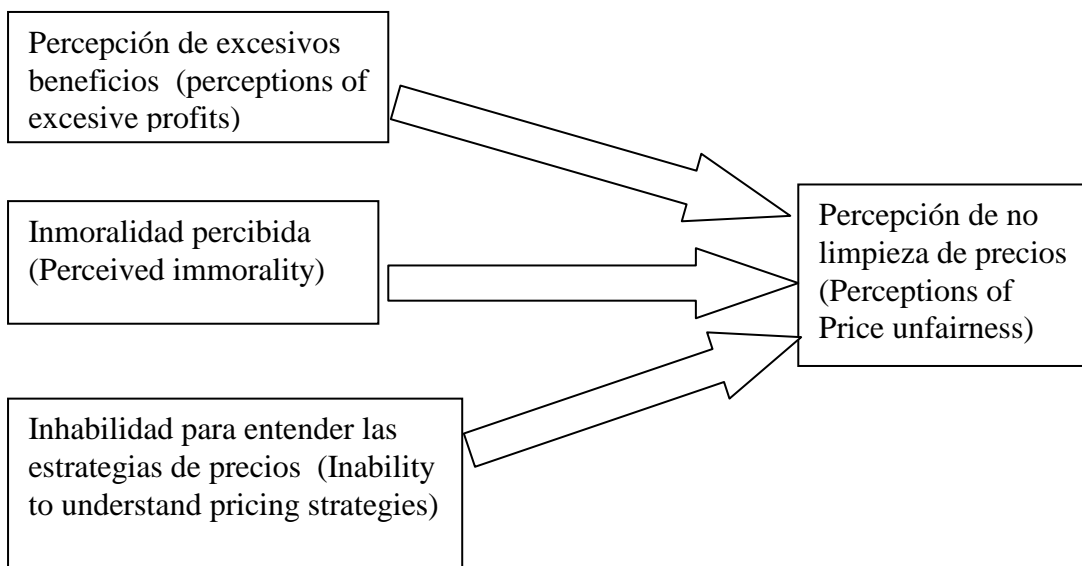 Percepción de excesivos
beneficios (perceptions of
excesive profits)
Inmoralidad percibida
(Perceived immorality)
Inhabilidad para entender las
estrategias de precios (Inability
to understand pricing strategies)
Percepción de no
limpieza de precios
(Perceptions of
Price unfairness)